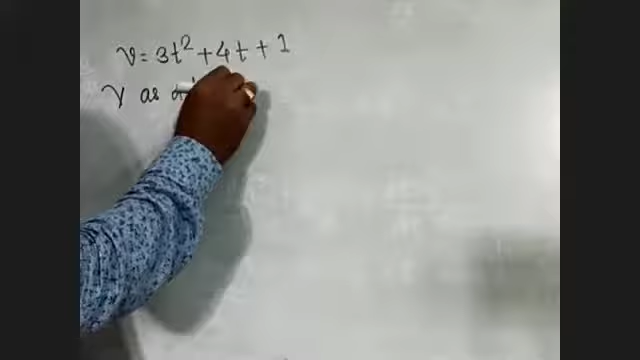 v = 3t² + 4t + 1
v as